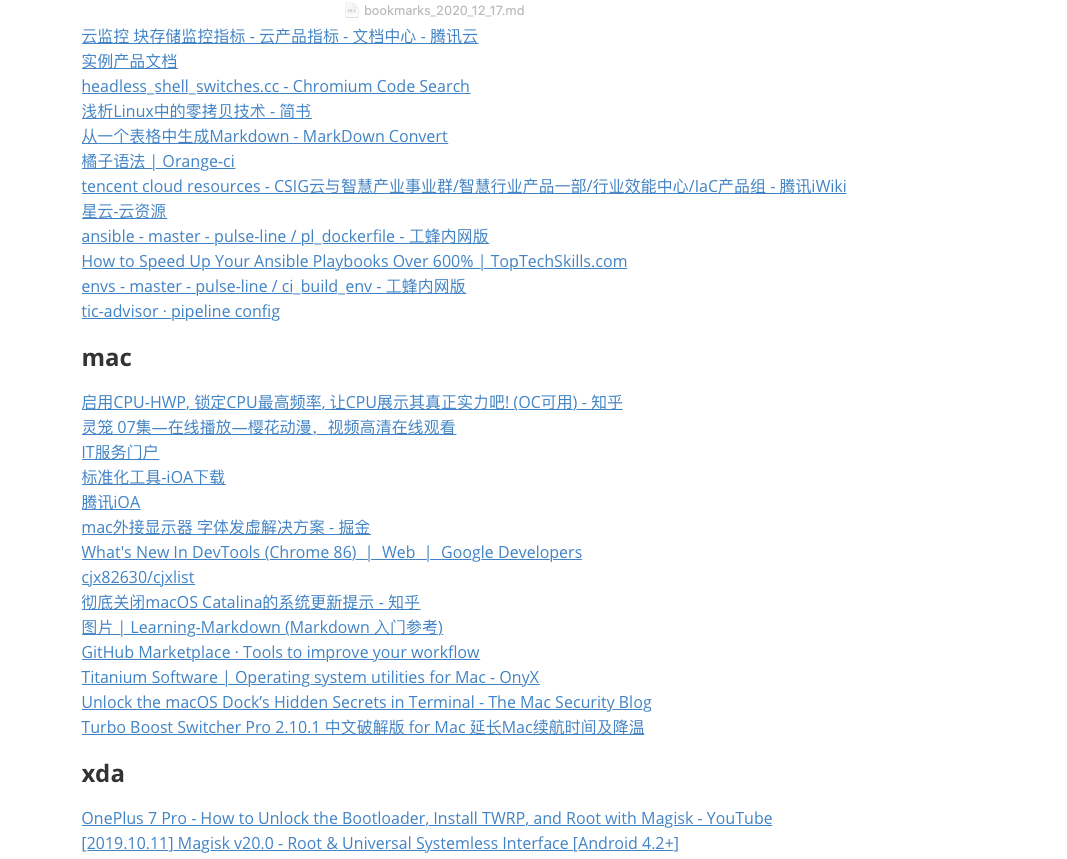 bookmarks_2020_12_17.md
云监控 块存储监控指标 - 云产品指标 - 文档中心 - 腾讯云
实例产品文档
headless_shell_switches.cc - Chromium Code Search
浅析Linux中的零拷贝技术 - 简书
从一个表格中生成Markdown - MarkDown Convert
橘子语法 | Orange-ci
tencent cloud resources - CSIG云与智慧产业事业群/智慧行业产品一部/行业效能中心/IaC产品组 - 腾讯iWiki
星云-云资源
ansible - master - pulse-line / pl_dockerfile - 工蜂内网版
How to Speed Up Your Ansible Playbooks Over 600% | TopTechSkills.com
envs - master - pulse-line / ci_build_env - 工蜂内网版
tic-advisor · pipeline config
mac
启用CPU-HWP, 锁定CPU最高频率, 让CPU展示其真正实力吧! (OC可用) - 知乎
灵笼 07集—在线播放—樱花动漫，视频高清在线观看
IT服务门户
标准化工具-iOA下载
腾讯iOA
mac外接显示器 字体发虚解决方案 - 掘金
What's New In DevTools (Chrome 86)  |  Web  |  Google Developers
cjx82630/cjxlist
彻底关闭macOS Catalina的系统更新提示 - 知乎
图片 | Learning-Markdown (Markdown 入门参考)
GitHub Marketplace · Tools to improve your workflow
Titanium Software | Operating system utilities for Mac - OnyX
Unlock the macOS Dock’s Hidden Secrets in Terminal - The Mac Security Blog
Turbo Boost Switcher Pro 2.10.1 中文破解版 for Mac 延长Mac续航时间及降温
xda
OnePlus 7 Pro - How to Unlock the Bootloader, Install TWRP, and Root with Magisk - YouTube
[2019.10.11] Magisk v20.0 - Root & Universal Systemless Interface [Android 4.2+]